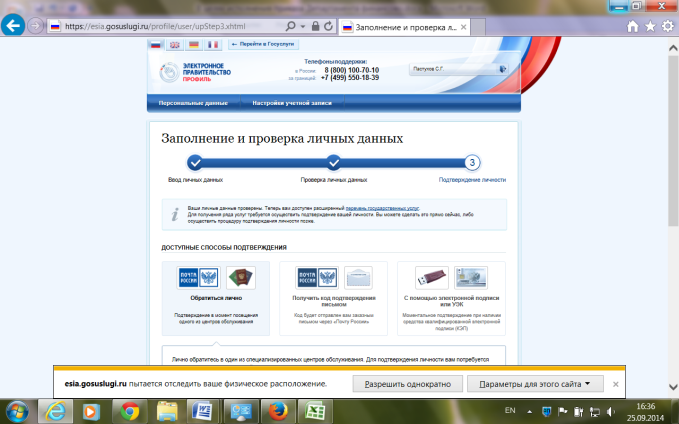 https://esia.gosuslugi.ru/profile/user/upStep3.xhtml
Заполнение и проверка л...
← Перейти в Госуслуги
ЭЛЕКТРОННОЕ
ПРАВИТЕЛЬСТВО
ПРОФИЛЬ
Телефоны поддержки:
в России: 8 (800) 100-70-10
за границей: +7 (499) 550-18-39
Пастухов С.Г.
Персональные данные
Настройки учетной записи
Заполнение и проверка личных данных
3
Ввод личных данных
Проверка личных данных
Подтверждение личности
Ваши личные данные проверены. Теперь вам доступен расширенный перечень государственных услуг.
Для получения ряда услуг требуется осуществить подтверждение вашей личности. Вы можете сделать его прямо сейчас, либо
осуществить процедуру подтверждения личности позже.
ДОСТУПНЫЕ СПОСОБЫ ПОДТВЕРЖДЕНИЯ
ПОЧТА РОССИИ
ПОЧТА РОССИИ
Обратиться лично
Подтверждение в момент посещения
одного из центров обслуживания
Получить код подтверждения
письмом
Код будет отправлен вам заказным
письмом через «Почту России»
С помощью электронной подписи
или УЭК
Моментальное подтверждение при наличии
средства квалифицированной электронной
подписи (КЭП)
Лично обратитесь в один из специализированных центров обслуживания. Для подтверждения личности вам потребуется
esia.gosuslugi.ru пытается отследить ваше физическое расположение.
Разрешить однократно
Параметры для этого сайта
EN
16:36
25.09.2014